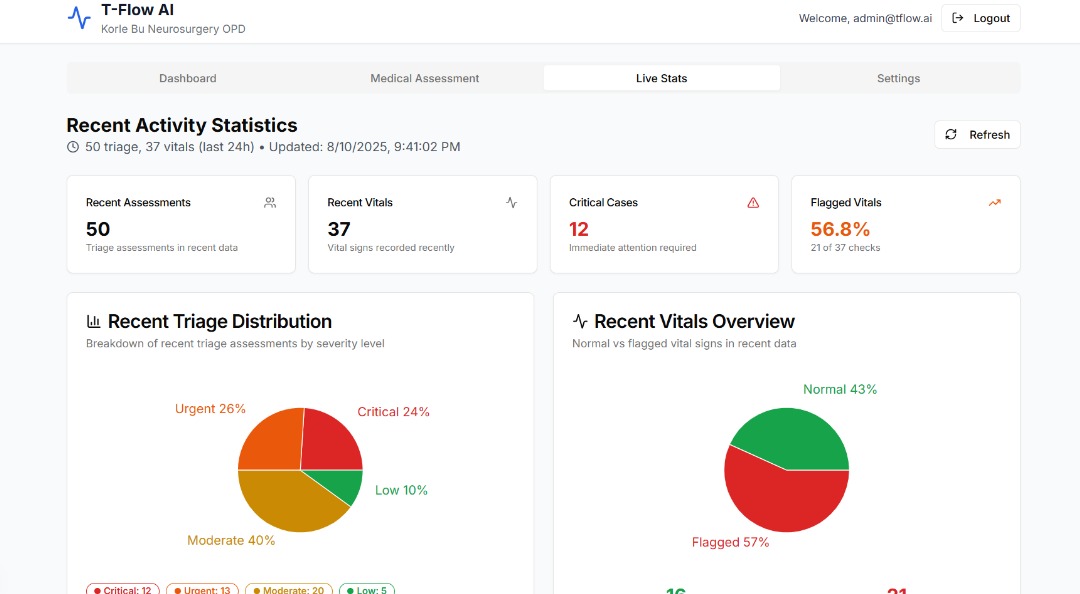 T-Flow AI
Korle Bu Neurosurgery OPD
Welcome, admin@tflow.ai
Logout
Dashboard
Medical Assessment
Live Stats
Settings
Recent Activity Statistics
50 triage, 37 vitals (last 24h) • Updated: 8/10/2025, 9:41:02 PM
Refresh
Recent Assessments
50
Triage assessments in recent data
Recent Vitals
37
Vital signs recorded recently
Critical Cases
12
Immediate attention required
Flagged Vitals
56.8%
21 of 37 checks
Recent Triage Distribution
Breakdown of recent triage assessments by severity level
Urgent 26%
Critical 24%
Low 10%
Moderate 40%
Critical: 12
Urgent: 13
Moderate: 20
Low: 5
Recent Vitals Overview
Normal vs flagged vital signs in recent data
Normal 43%
Flagged 57%
16
21